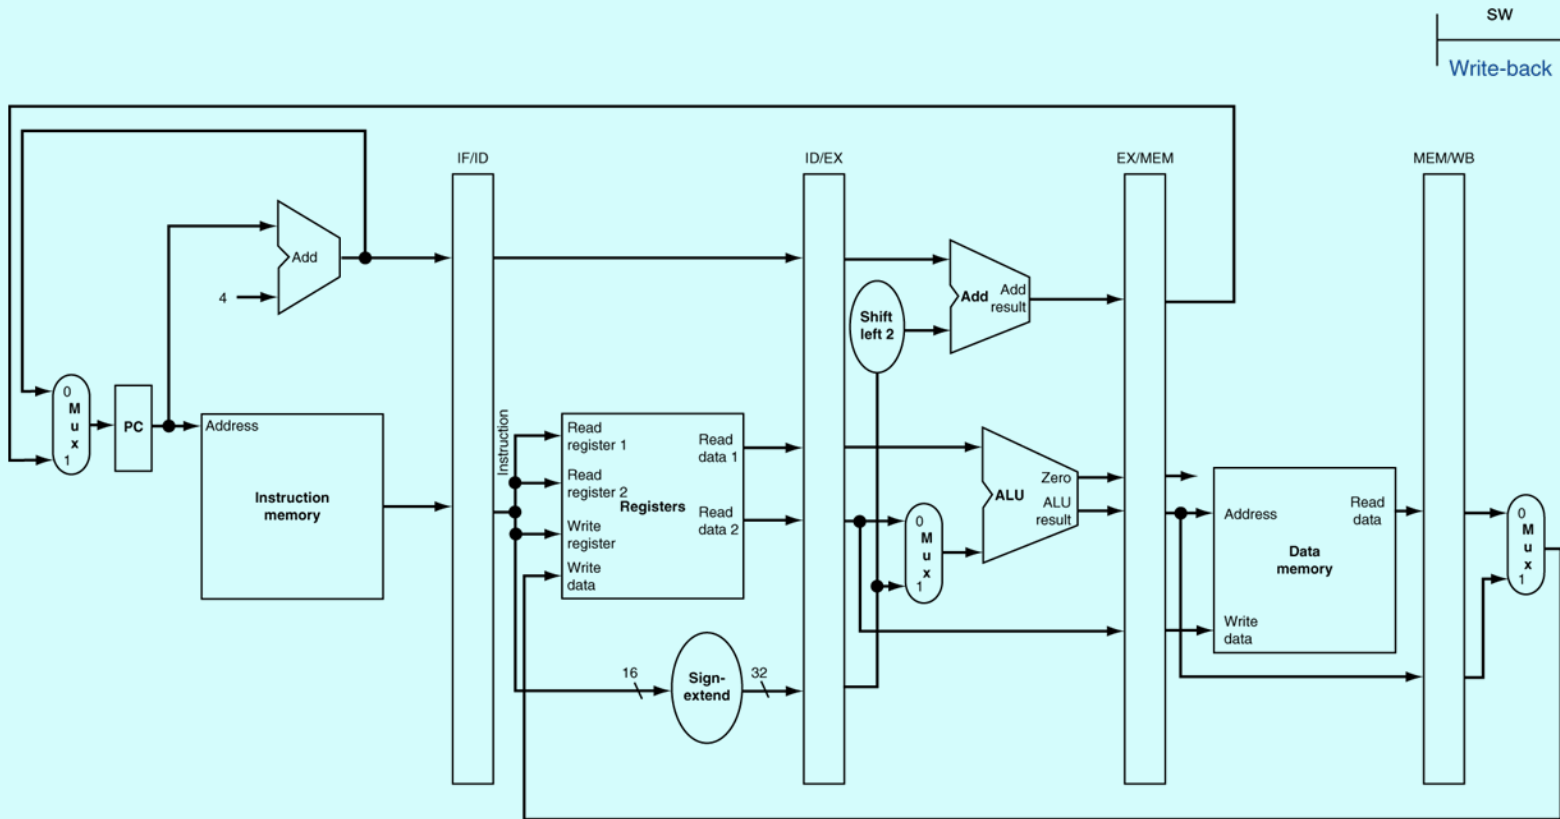 sw
Write-back
IF/ID
ID/EX
EX/MEM
MEM/WB
Add
4
Add
Add
result
Shift
left 2
0
M
u
x
1
PC
Address
Instruction
memory
Instruction
Read
register 1
Read
register 2
Write
register
Write
data
Registers
Read
data 1
Read
data 2
16
Sign-
extend
32
0
M
u
x
1
ALU
Zero
ALU
result
Address
Read
data
Data
memory
Write
data
0
M
u
x
1